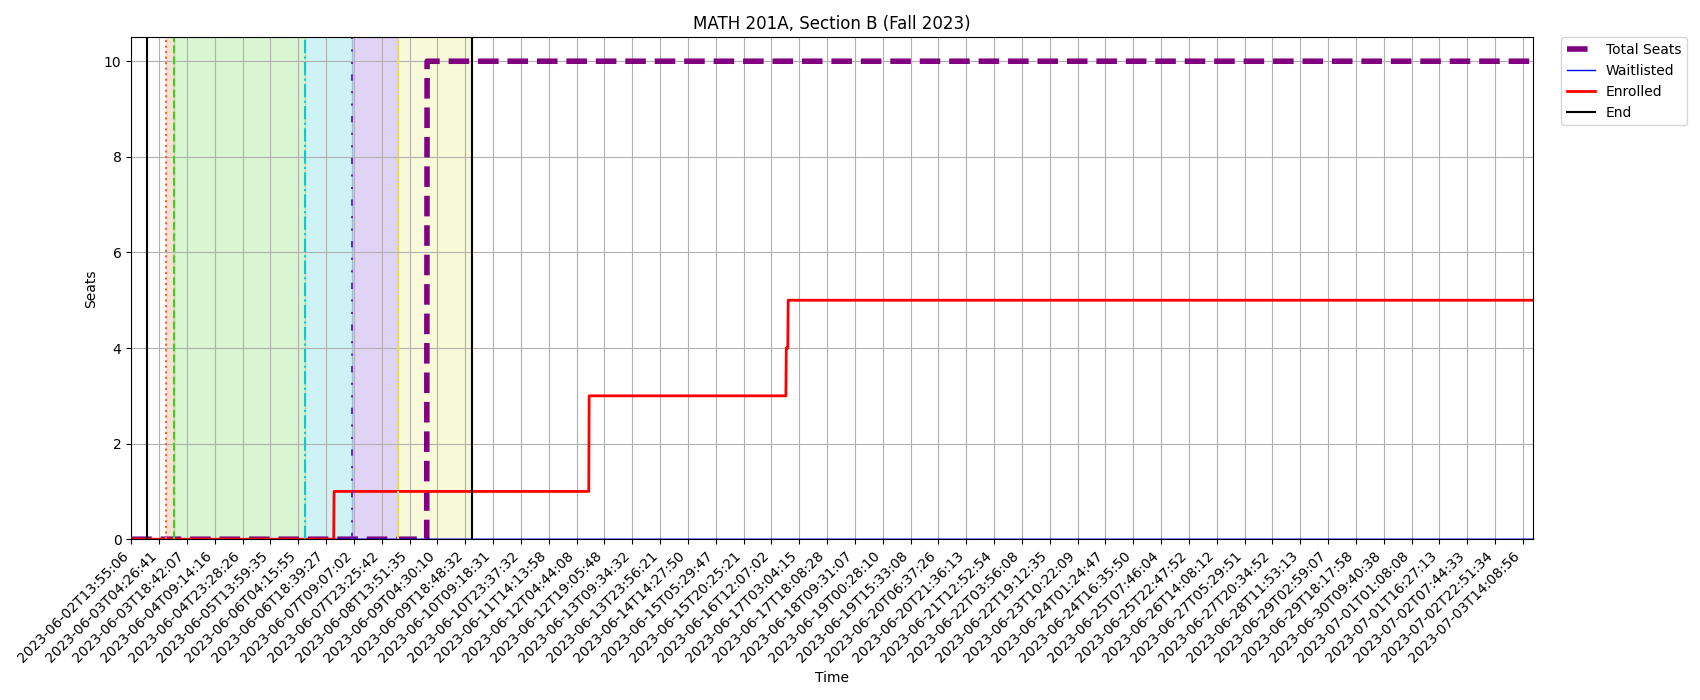 MATH 201A, Section B (Fall 2023)
Total Seats
Waitlisted
Enrolled
End
10
8
6
4
2
0
Seats
2023-06-02T13:55:06
2023-06-03T04:26:41
2023-06-03T18:42:07
2023-06-04T09:14:16
2023-06-04T23:28:26
2023-06-05T13:59:35
2023-06-06T04:15:55
2023-06-06T18:39:27
2023-06-07T09:07:02
2023-06-07T23:25:42
2023-06-08T13:51:35
2023-06-09T04:30:10
2023-06-09T18:48:32
2023-06-10T09:18:31
2023-06-10T23:37:32
2023-06-11T14:13:58
2023-06-12T04:44:08
2023-06-12T19:05:48
2023-06-13T09:34:32
2023-06-13T23:56:21
2023-06-14T14:27:50
2023-06-15T05:29:47
2023-06-15T20:25:21
2023-06-16T12:07:02
2023-06-17T03:04:15
2023-06-17T18:08:28
2023-06-18T09:31:07
2023-06-19T00:28:10
2023-06-19T15:33:08
2023-06-20T06:37:26
2023-06-20T21:36:13
2023-06-21T12:52:54
2023-06-22T03:56:08
2023-06-22T19:12:35
2023-06-23T10:22:09
2023-06-24T01:24:47
2023-06-24T16:35:50
2023-06-25T07:46:04
2023-06-25T22:47:52
2023-06-26T14:08:12
2023-06-27T05:29:51
2023-06-27T20:34:52
2023-06-28T11:53:13
2023-06-29T02:59:07
2023-06-29T18:17:58
2023-06-30T09:40:38
2023-07-01T01:08:08
2023-07-01T16:27:13
2023-07-02T07:44:33
2023-07-02T22:51:34
2023-07-03T14:08:56
Time